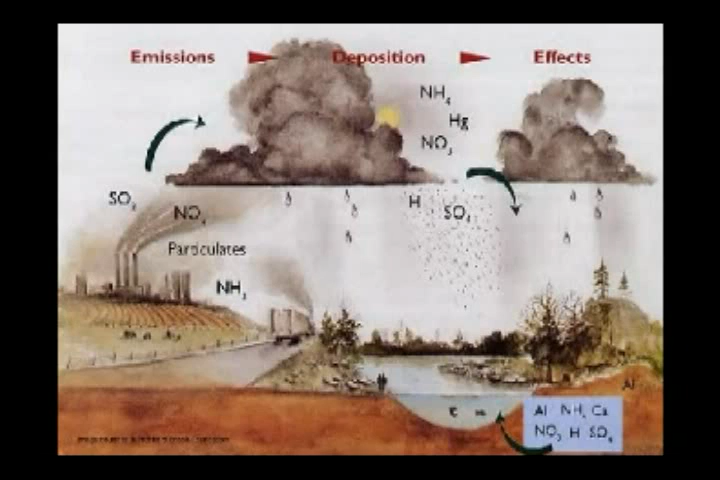 Emissions Deposition Effects
NH4
Hg
NO3
SO2
NOx
H
SO4
Particulates
NH3
Al
Al NH4 Ca
NO3 H SO4